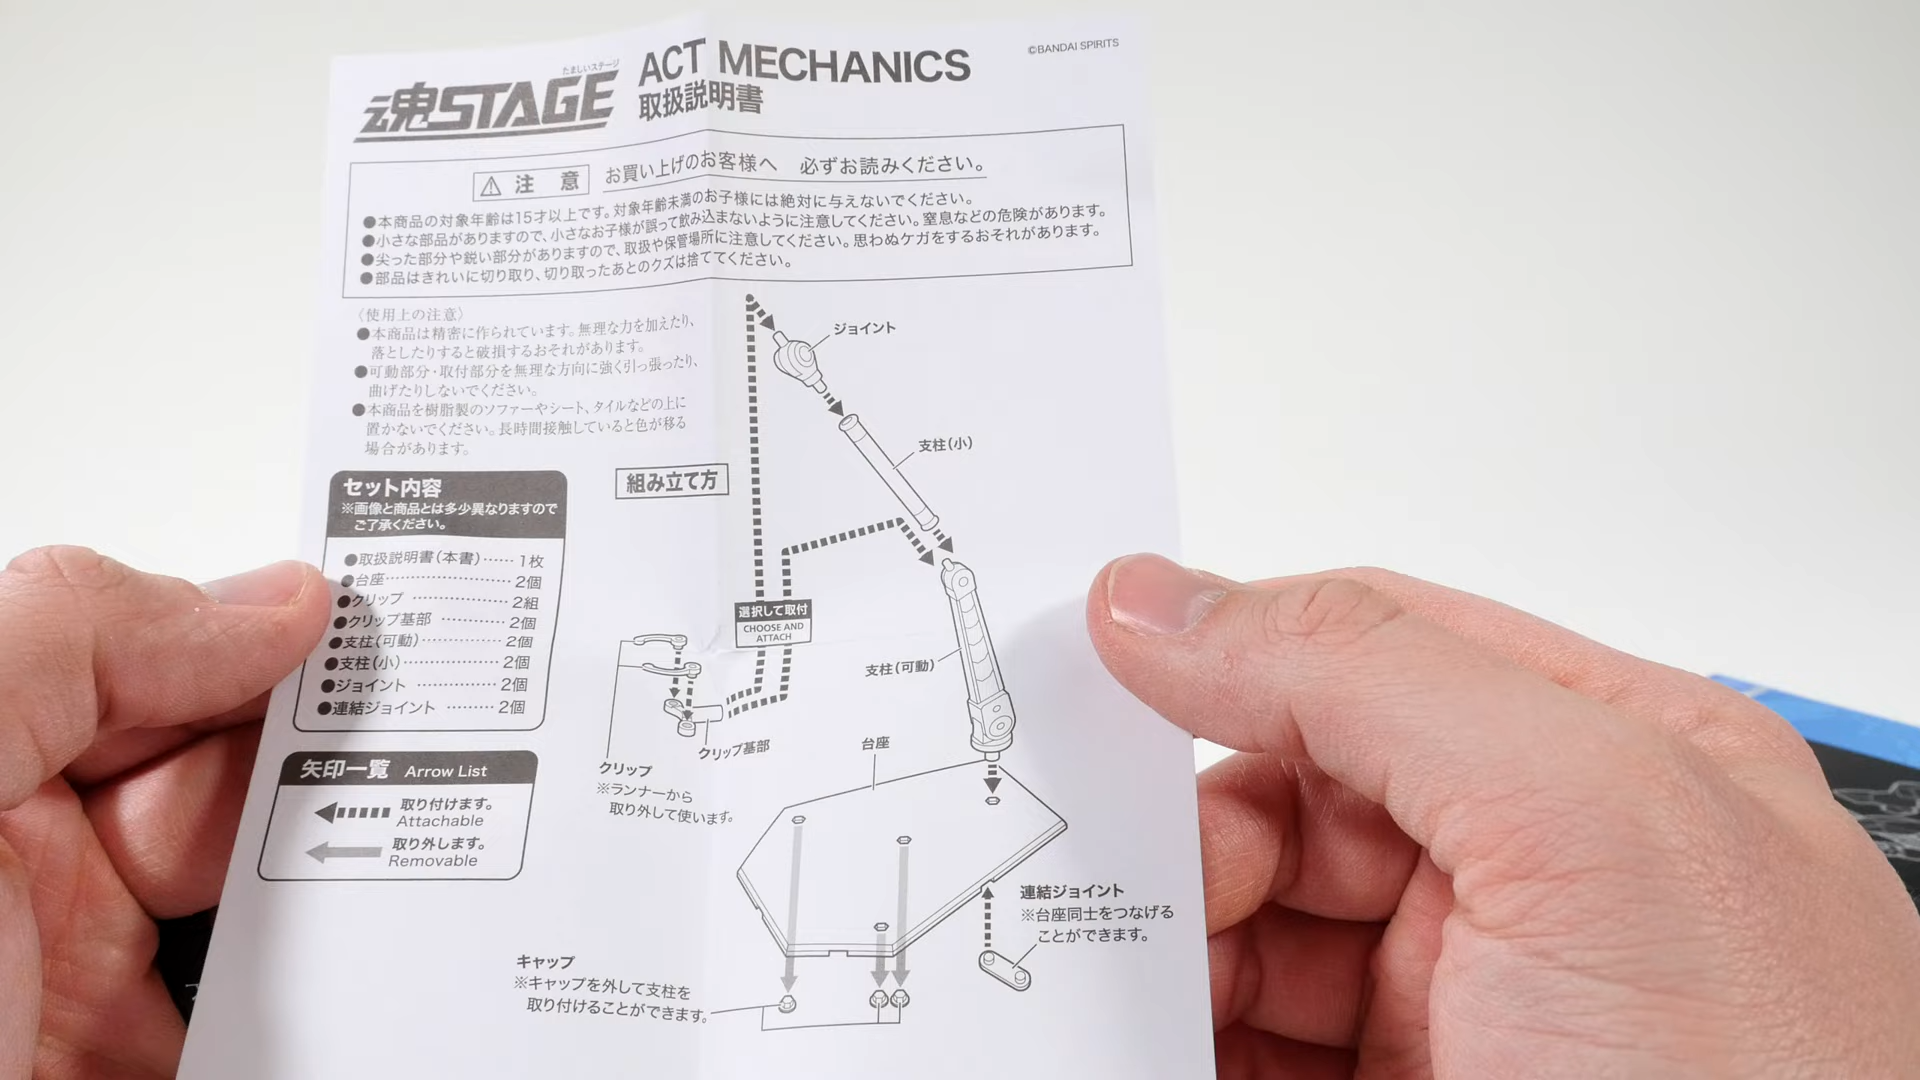 ©BANDAI SPIRITS
たましいステージ
魂STAGE
ACT MECHANICS
取扱説明書
注 意 お買い上げのお客様へ 必ずお読みください。
●本商品の対象年齢は15才以上です。対象年齢未満のお子様には絶対に与えないでください。
●小さな部品がありますので、小さなお子様が誤って飲み込まないように注意してください。窒息などの危険があります。
●尖った部分や鋭い部分がありますので、取扱や保管場所に注意してください。思わぬケガをするおそれがあります。
●部品はきれいに切り取り、切り取ったあとのクズは捨ててください。
〈使用上の注意〉
●本商品は精密に作られています。無理な力を加えたり、
落としたりすると破損するおそれがあります。
●可動部分・取付部分を無理な方向に強く引っ張ったり、
曲げたりしないでください。
●本商品を樹脂製のソファーやシート、タイルなどの上に
置かないでください。長時間接触していると色が移る
場合があります。
セット内容
※画像と商品とは多少異なりますので
ご了承ください。
●取扱説明書(本書)……1枚
●台座……2個
●クリップ……2組
●クリップ基部……2個
●支柱(可動)……2個
●支柱(小)……2個
●ジョイント……2個
●連結ジョイント……2個
矢印一覧 Arrow List
取り付けます。
Attachable
取り外します。
Removable
組み立て方
ジョイント
支柱(小)
選択して取付
CHOOSE AND
ATTACH
支柱(可動)
クリップ基部
クリップ
※ランナーから
取り外して使います。
台座
連結ジョイント
※台座同士をつなげる
ことができます。
キャップ
※キャップを外して支柱を
取り付けることができます。